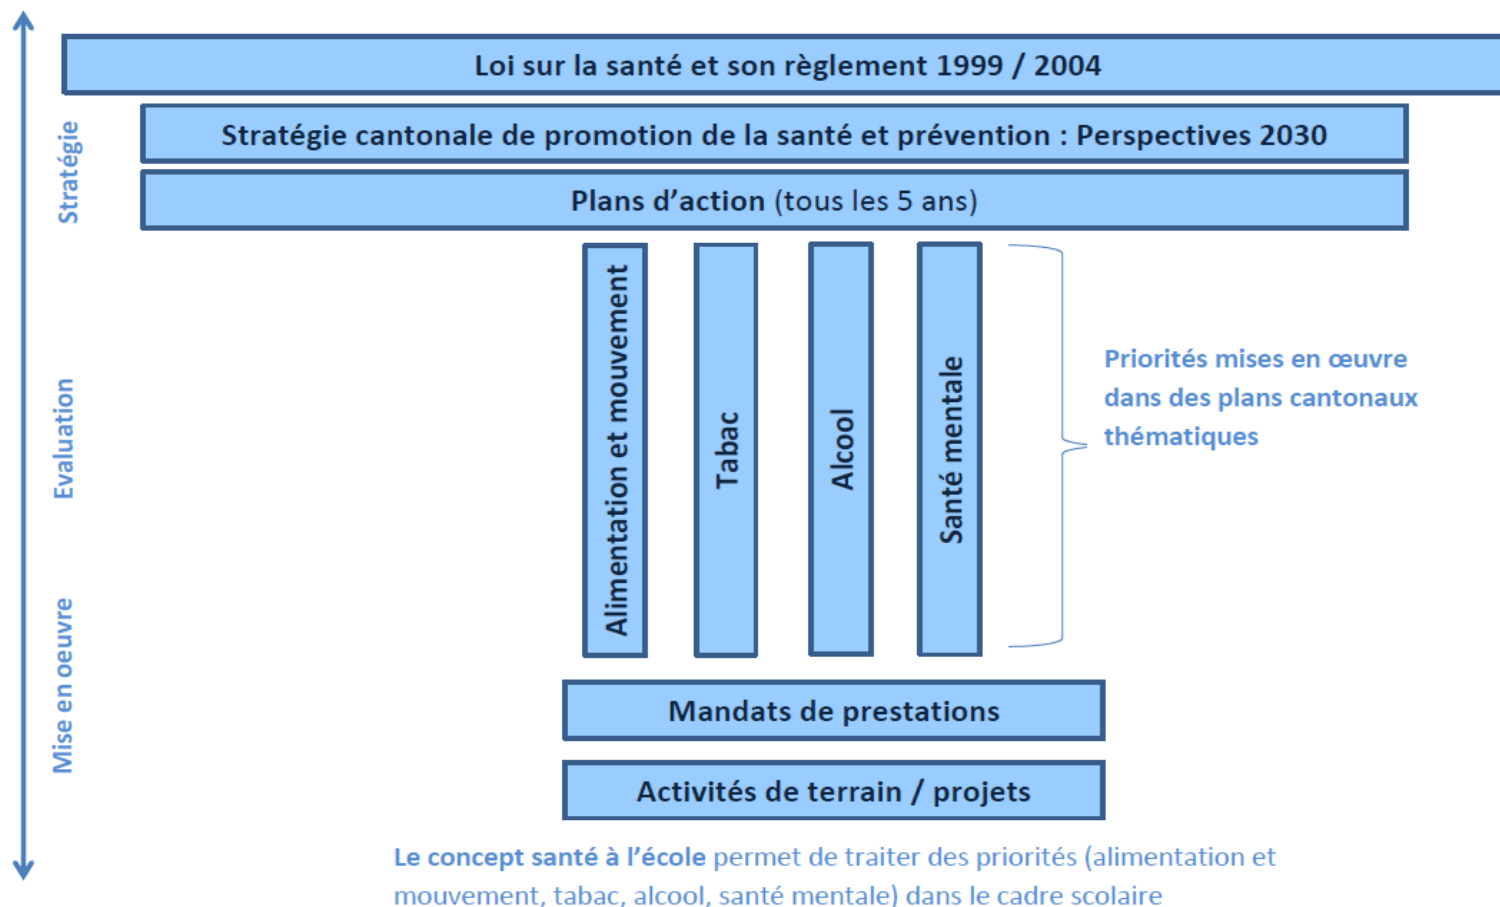 Loi sur la santé et son règlement 1999 / 2004
Stratégie cantonale de promotion de la santé et prévention : Perspectives 2030
Plans d’action (tous les 5 ans)
Stratégie
Evaluation
Mise en oeuvre
Alimentation et mouvement
Tabac
Alcool
Santé mentale
Priorités mises en œuvre
dans des plans cantonaux
thématiques
Mandats de prestations
Activités de terrain / projets
Le concept santé à l’école permet de traiter des priorités (alimentation et
mouvement, tabac, alcool, santé mentale) dans le cadre scolaire